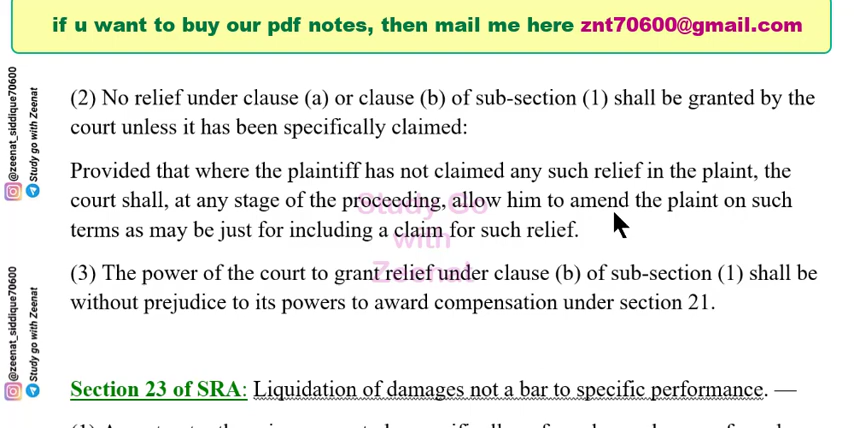 if u want to buy our pdf notes, then mail me here znt70600@gmail.com
(2) No relief under clause (a) or clause (b) of sub-section (1) shall be granted by the
court unless it has been specifically claimed:
Provided that where the plaintiff has not claimed any such relief in the plaint, the
court shall, at any stage of the proceeding, allow him to amend the plaint on such
terms as may be just for including a claim for such relief.
(3) The power of the court to grant relief under clause (b) of sub-section (1) shall be
without prejudice to its powers to award compensation under section 21.
Section 23 of SRA: Liquidation of damages not a bar to specific performance. —
@zeenat_siddique70600
Study go with Zeenat
@zeenat_siddique70600
Study go with Zeenat
Study Go
with
Zeenat